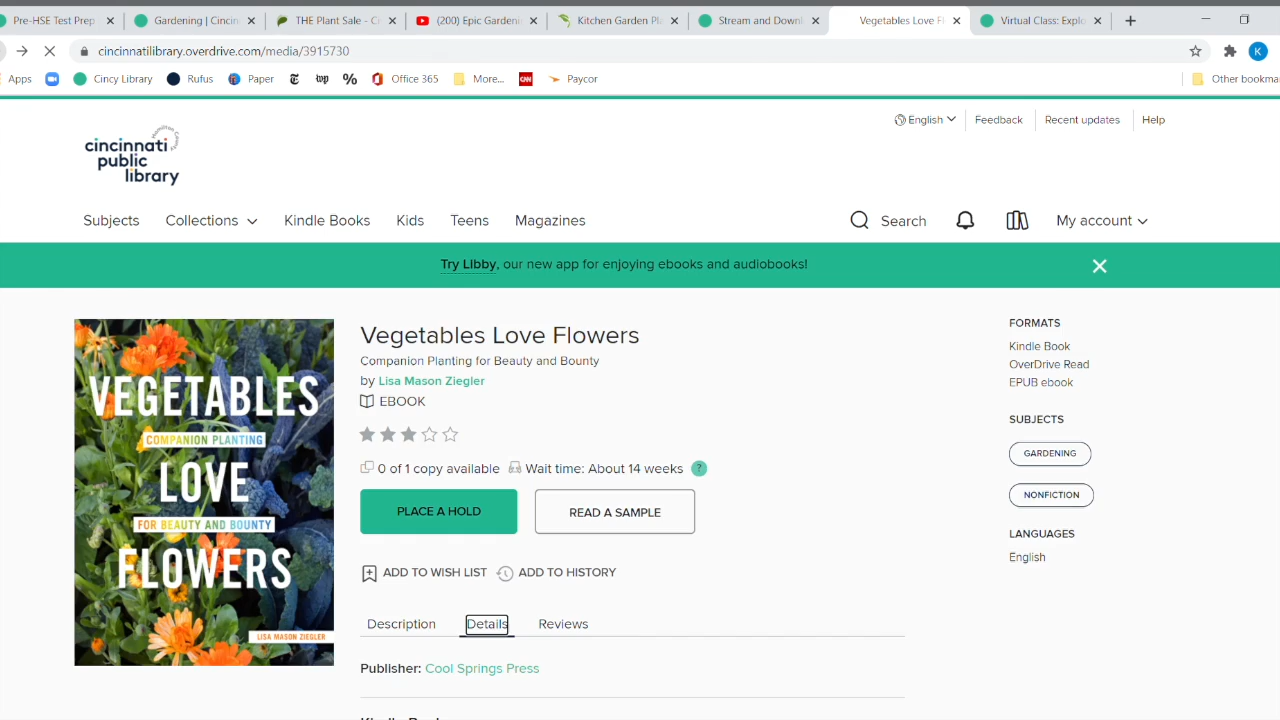 Pre-HSE Test Prep
Gardening | Cincin
THE Plant Sale - Ci
(200) Epic Gardeni
Kitchen Garden Pla
Stream and Downl
Vegetables Love Fl
Virtual Class: Explo
cincinnatilibrary.overdrive.com/media/3915730
K
Apps
Cincy Library
Rufus
Paper
wp
%
Office 365
More...
CNN
Paycor
Other bookma
English
Feedback
Recent updates
Help
cincinnati
public
library
Hamilton County
Subjects
Collections
Kindle Books
Kids
Teens
Magazines
Search
My account
Try Libby, our new app for enjoying ebooks and audiobooks!
VEGETABLES
COMPANION PLANTING
LOVE
FOR BEAUTY AND BOUNTY
FLOWERS
LISA MASON ZIEGLER
Vegetables Love Flowers
Companion Planting for Beauty and Bounty
by Lisa Mason Ziegler
EBOOK
0 of 1 copy available
Wait time: About 14 weeks ?
PLACE A HOLD
READ A SAMPLE
ADD TO WISH LIST
ADD TO HISTORY
Description
Details
Reviews
Publisher: Cool Springs Press
FORMATS
Kindle Book
OverDrive Read
EPUB ebook
SUBJECTS
GARDENING
NONFICTION
LANGUAGES
English